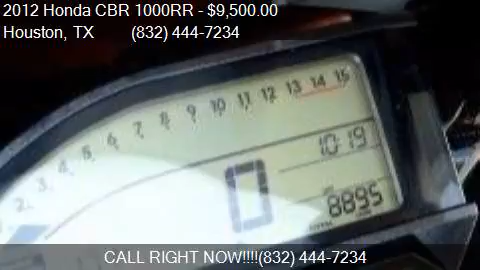 2012 Honda CBR 1000RR - $9,500.00
Houston, TX (832) 444-7234
1 2 3 4 5 6 7 8 9 10 11 12 13 14 15
10:19
0
8895
CALL RIGHT NOW!!!!(832) 444-7234